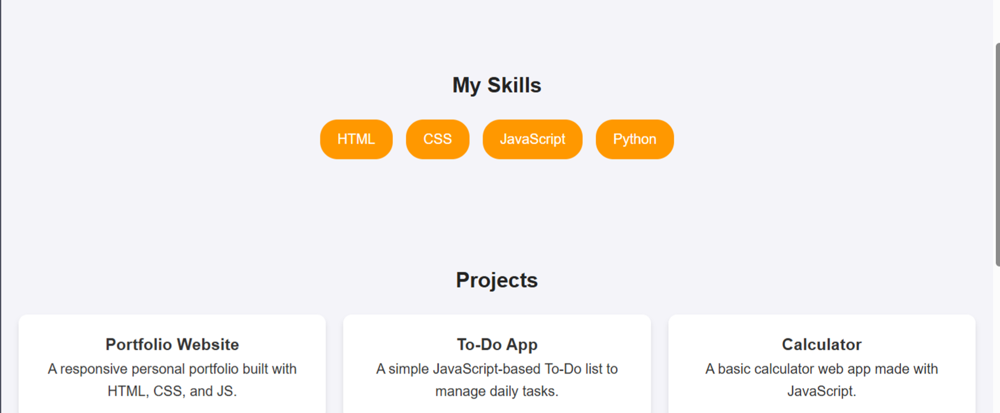 My Skills
HTML CSS JavaScript Python
Projects
Portfolio Website
A responsive personal portfolio built with
HTML, CSS, and JS.
To-Do App
A simple JavaScript-based To-Do list to
manage daily tasks.
Calculator
A basic calculator web app made with
JavaScript.